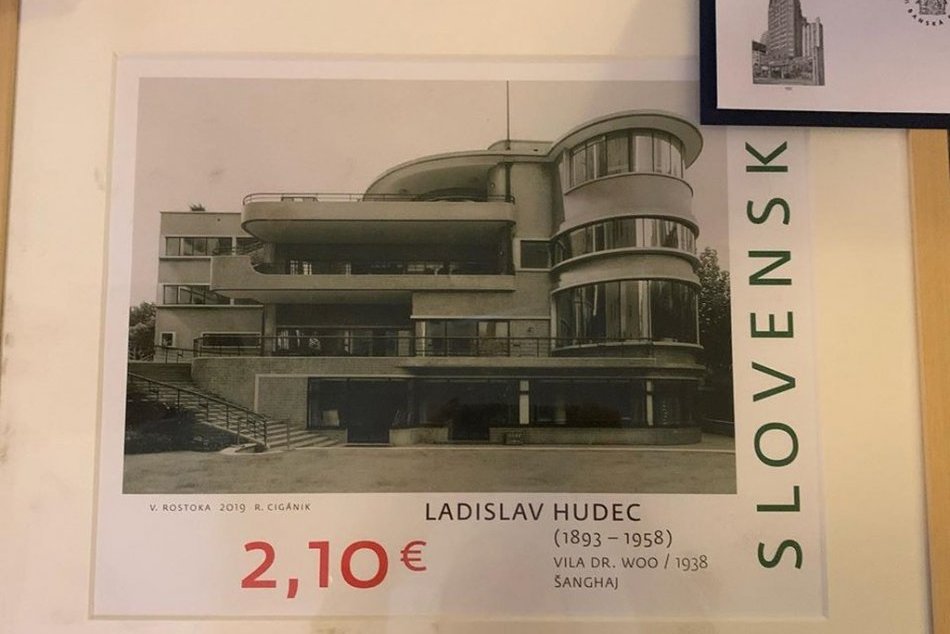 SLOVENSK
V. ROSTOKA 2019 R. CIGÁNIK
LADISLAV HUDEC
(1893 – 1958)
VILA DR. WOO / 1938
ŠANGHAJ
2,10 €